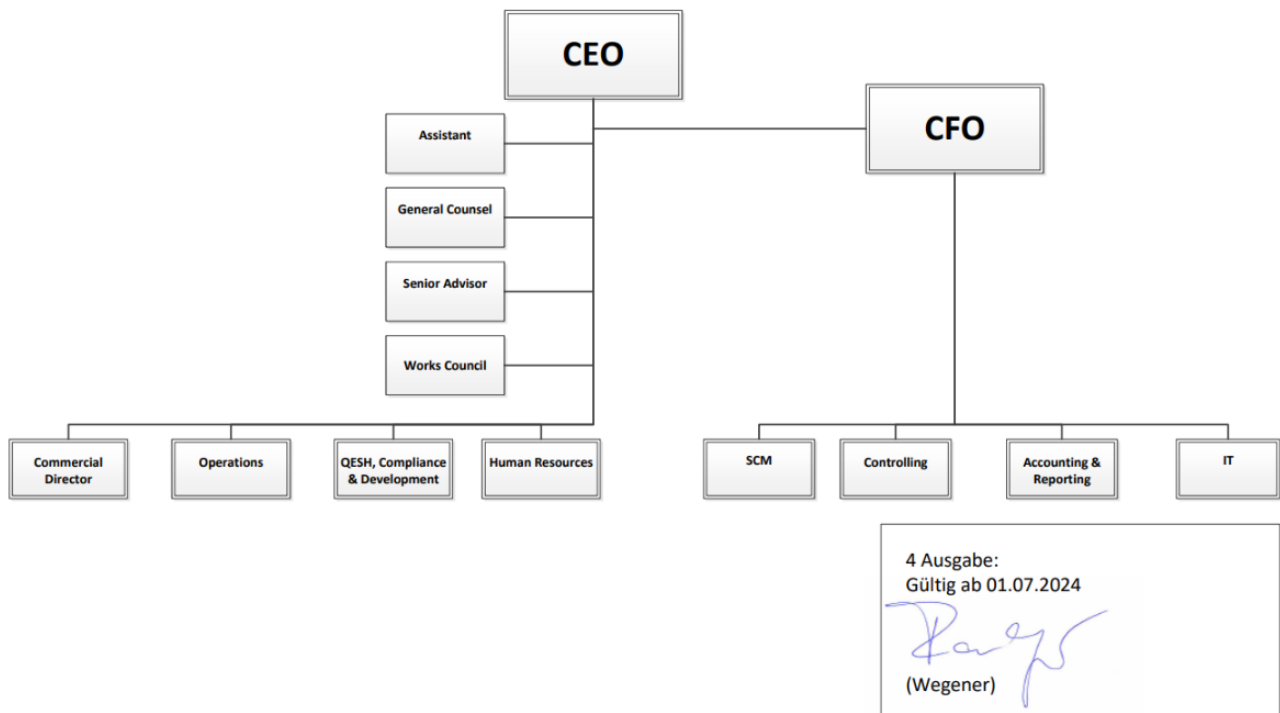 CEO
CFO
Assistant
General Counsel
Senior Advisor
Works Council
Commercial
Director
Operations
QESH, Compliance
& Development
Human Resources
SCM
Controlling
Accounting &
Reporting
IT
4 Ausgabe:
Gültig ab 01.07.2024
(Wegener)